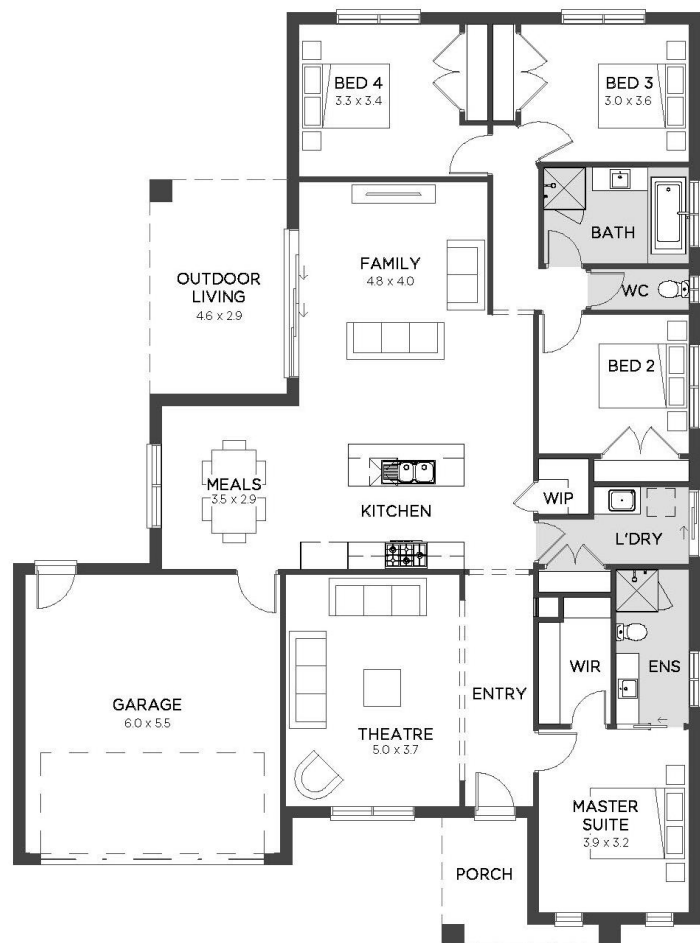 BED 4
3.3 x 3.4
BED 3
3.0 x 3.6
BATH
FAMILY
4.8 x 4.0
OUTDOOR
LIVING
4.6 x 2.9
WC
BED 2
MEALS
3.5 x 2.9
KITCHEN
WIP
L'DRY
GARAGE
6.0 x 5.5
THEATRE
5.0 x 3.7
ENTRY
WIR
ENS
MASTER
SUITE
3.9 x 3.2
PORCH